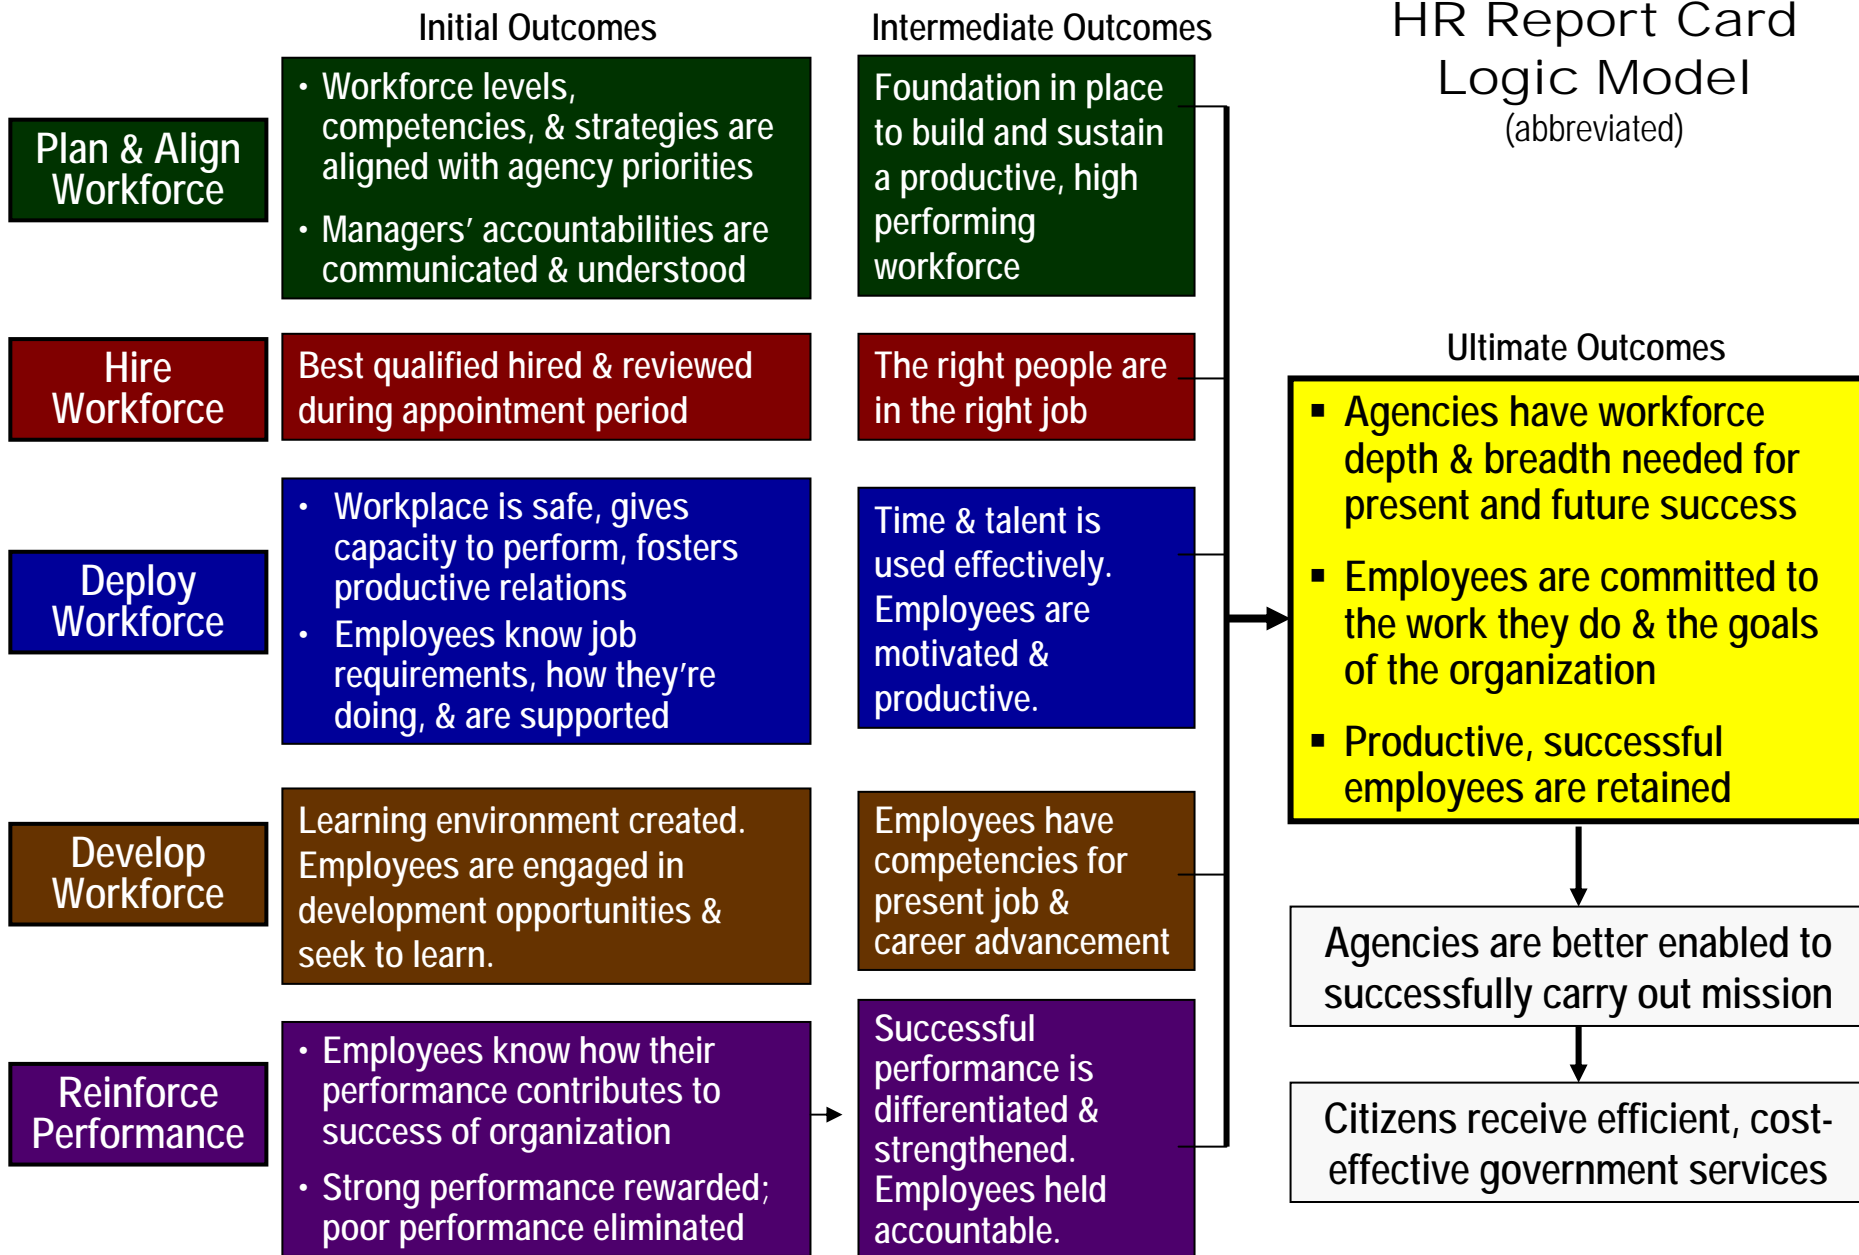 HR Report Card
Logic Model
(abbreviated)
Initial Outcomes
Intermediate Outcomes
Plan & Align
Workforce
• Workforce levels,
competencies, & strategies are
aligned with agency priorities
• Managers’ accountabilities are
communicated & understood
Foundation in place
to build and sustain
a productive, high
performing
workforce
Hire
Workforce
Best qualified hired & reviewed
during appointment period
The right people are
in the right job
Deploy
Workforce
• Workplace is safe, gives
capacity to perform, fosters
productive relations
• Employees know job
requirements, how they’re
doing, & are supported
Time & talent is
used effectively.
Employees are
motivated &
productive.
Develop
Workforce
Learning environment created.
Employees are engaged in
development opportunities &
seek to learn.
Employees have
competencies for
present job &
career advancement
Reinforce
Performance
• Employees know how their
performance contributes to
success of organization
• Strong performance rewarded;
poor performance eliminated
Successful
performance is
differentiated &
strengthened.
Employees held
accountable.
Ultimate Outcomes
▪ Agencies have workforce
depth & breadth needed for
present and future success
▪ Employees are committed to
the work they do & the goals
of the organization
▪ Productive, successful
employees are retained
Agencies are better enabled to
successfully carry out mission
Citizens receive efficient, cost-
effective government services